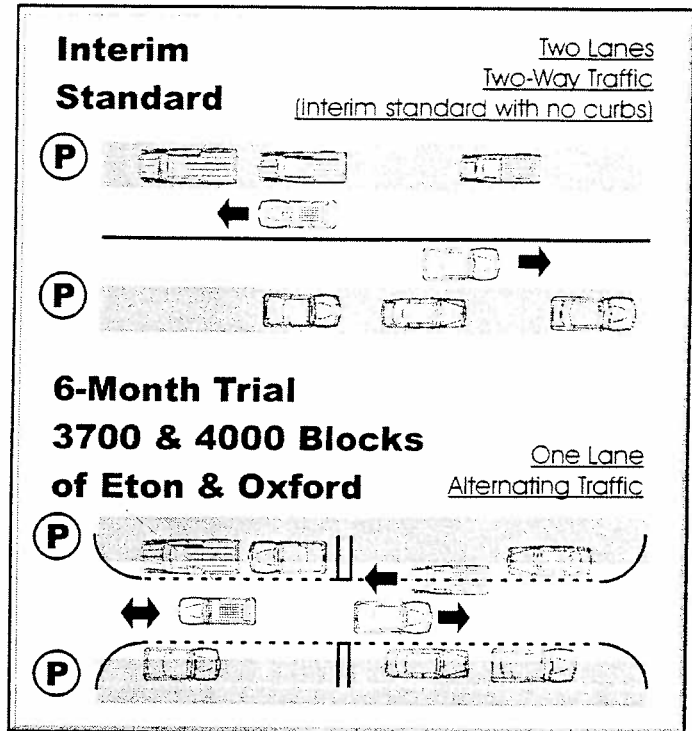 Interim
Standard
Two Lanes
Two-Way Traffic
(interim standard with no curbs)
P
P
6-Month Trial
3700 & 4000 Blocks
of Eton & Oxford
One Lane
Alternating Traffic
P
P